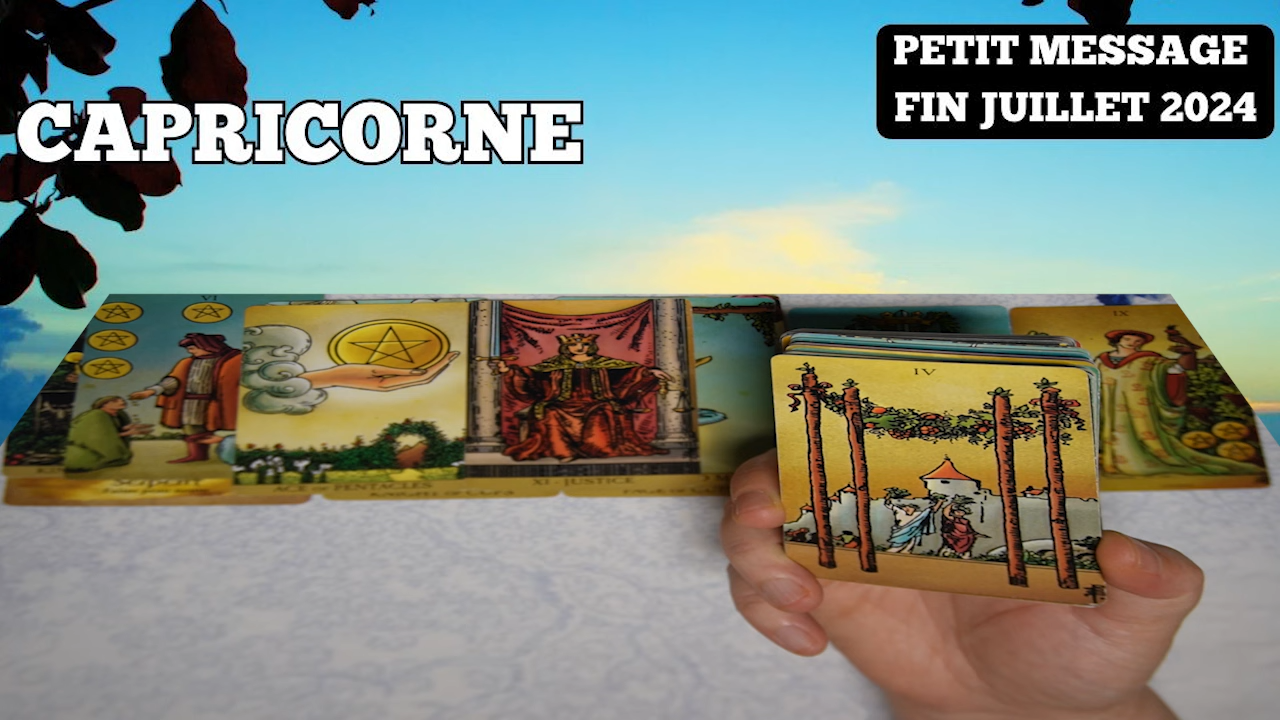 CAPRICORNE
PETIT MESSAGE
FIN JUILLET 2024
VI
IX
IV
XI - JUSTICE